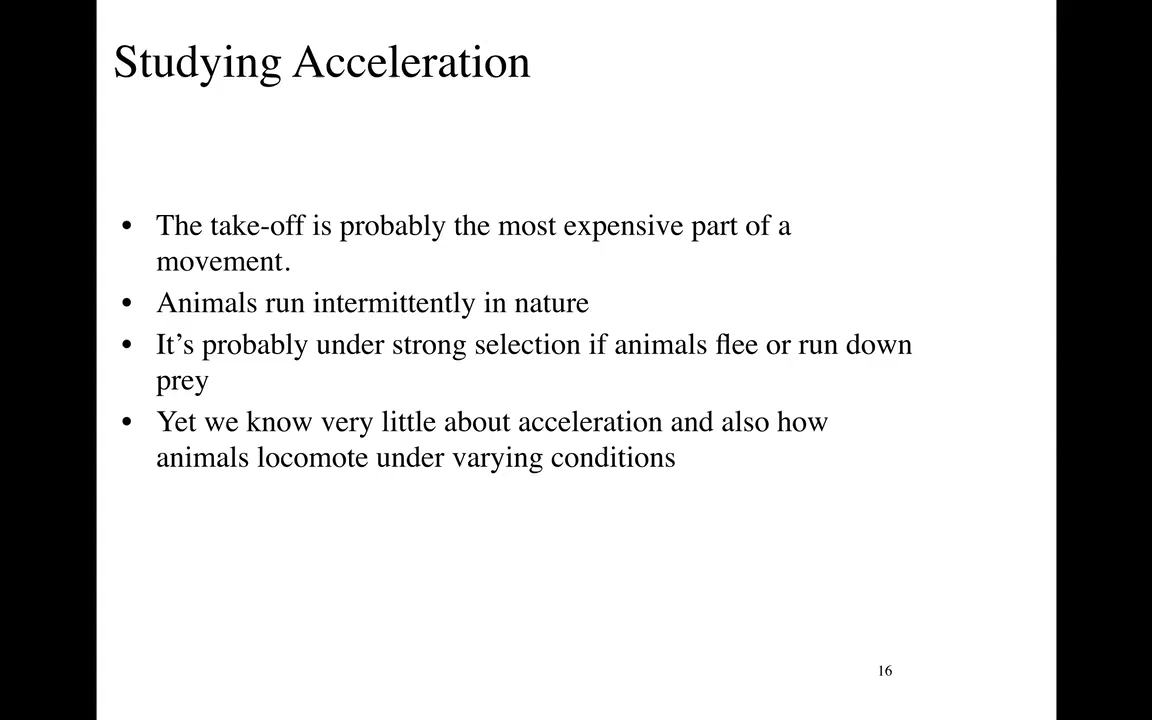 Studying Acceleration
• The take-off is probably the most expensive part of a
movement.
• Animals run intermittently in nature
• It’s probably under strong selection if animals flee or run down
prey
• Yet we know very little about acceleration and also how
animals locomote under varying conditions
16